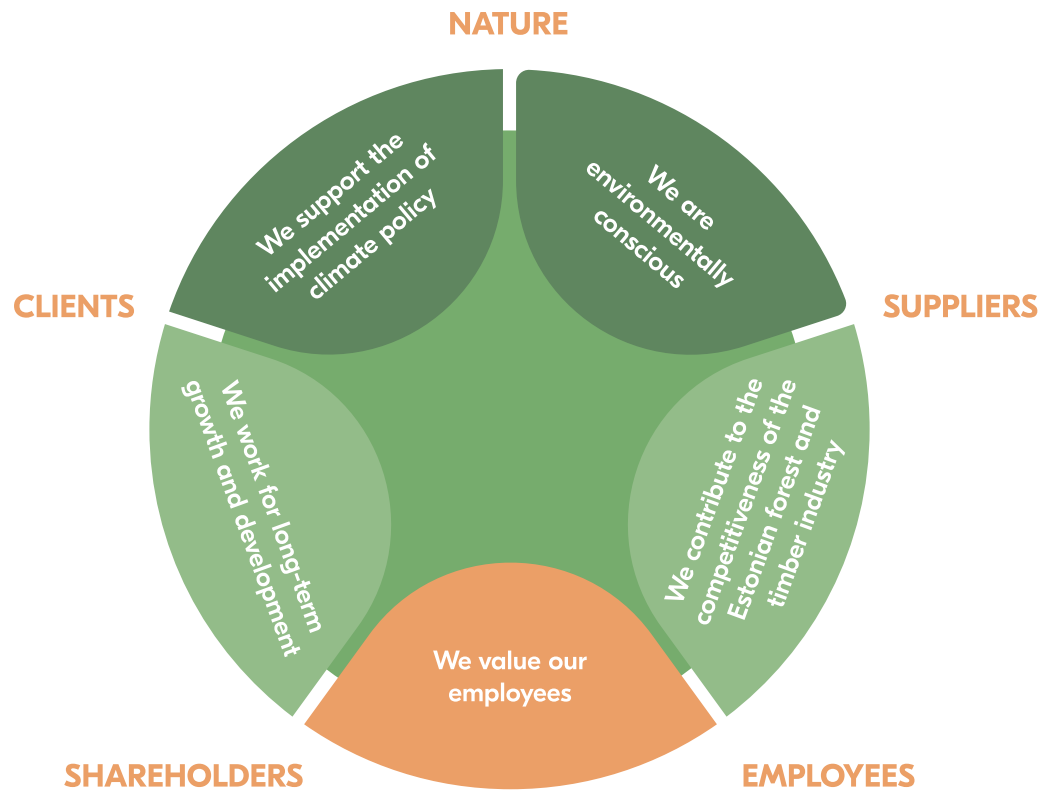 NATURE
We support the
implementation of
climate policy
We are
environmentally
conscious
CLIENTS
SUPPLIERS
We work for long-term
growth and development
We contribute to the
competitiveness of the
Estonian forest and
timber industry
We value our
employees
SHAREHOLDERS
EMPLOYEES